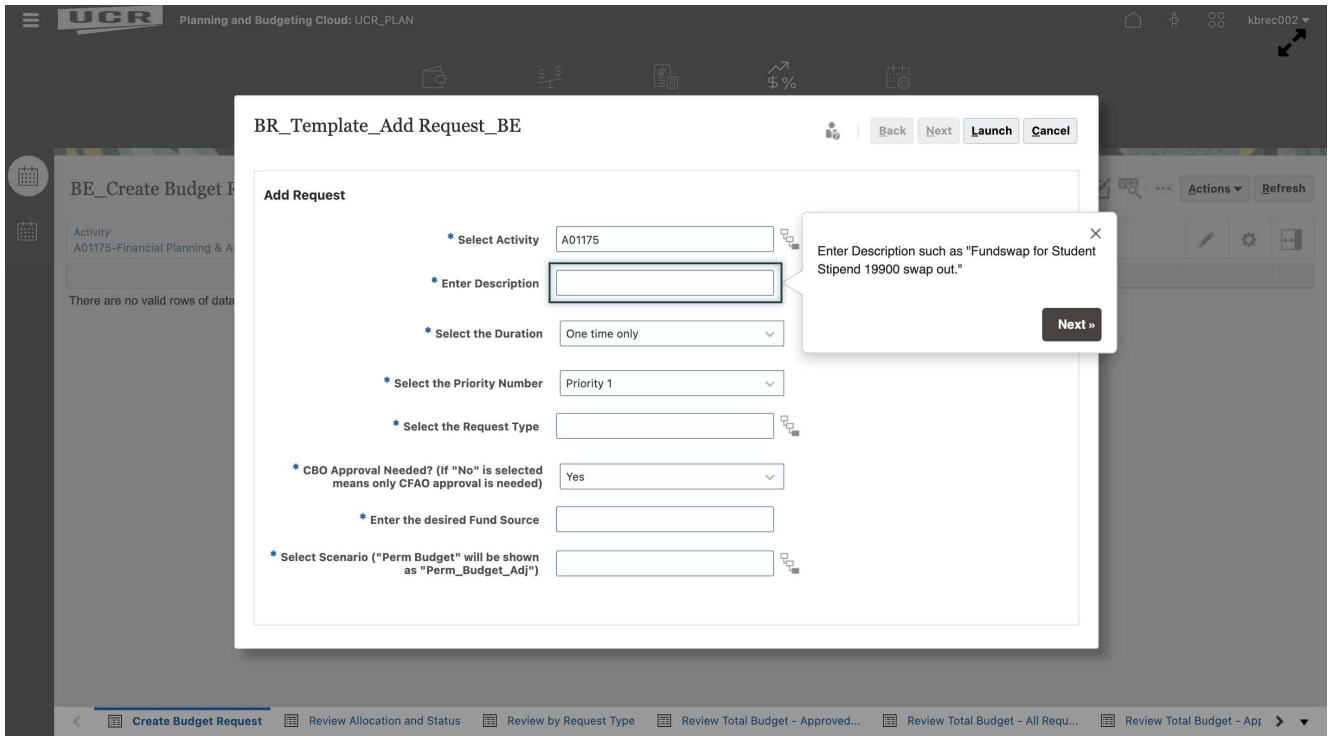 UCR
Planning and Budgeting Cloud: UCR_PLAN
kbrec002
BR_Template_Add Request_BE
Back
Next
Launch
Cancel
BE_Create Budget R
Actions
Refresh
Activity
A01175-Financial Planning & A
There are no valid rows of data
Add Request
* Select Activity
A01175
* Enter Description
* Select the Duration
One time only
* Select the Priority Number
Priority 1
* Select the Request Type
* CBO Approval Needed? (If "No" is selected
means only CFAO approval is needed)
Yes
* Enter the desired Fund Source
* Select Scenario ("Perm Budget" will be shown
as "Perm_Budget_Adj")
Enter Description such as "Fundswap for Student
Stipend 19900 swap out."
Next »
Create Budget Request
Review Allocation and Status
Review by Request Type
Review Total Budget - Approved...
Review Total Budget - All Requ...
Review Total Budget - App